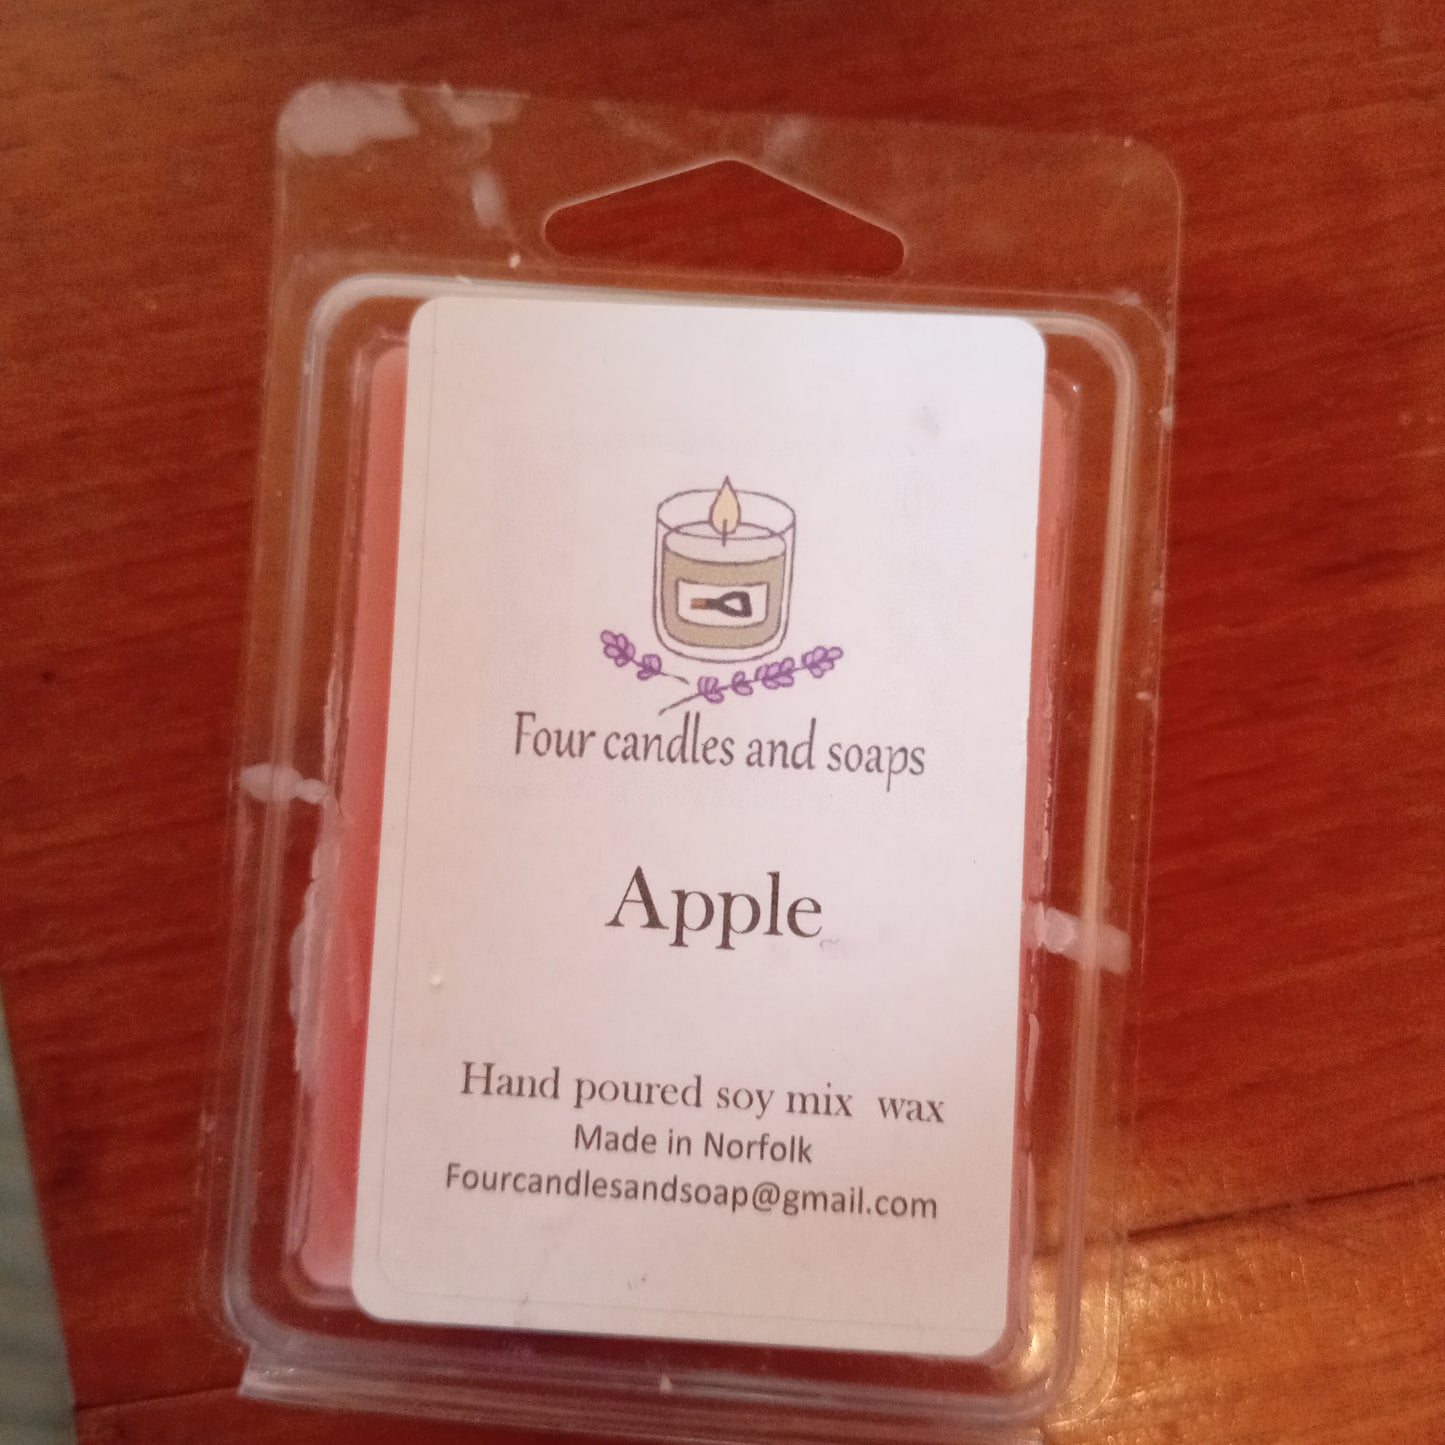 Four candles and soaps
Apple
Hand poured soy mix wax
Made in Norfolk
Fourcandlesandsoap@gmail.com